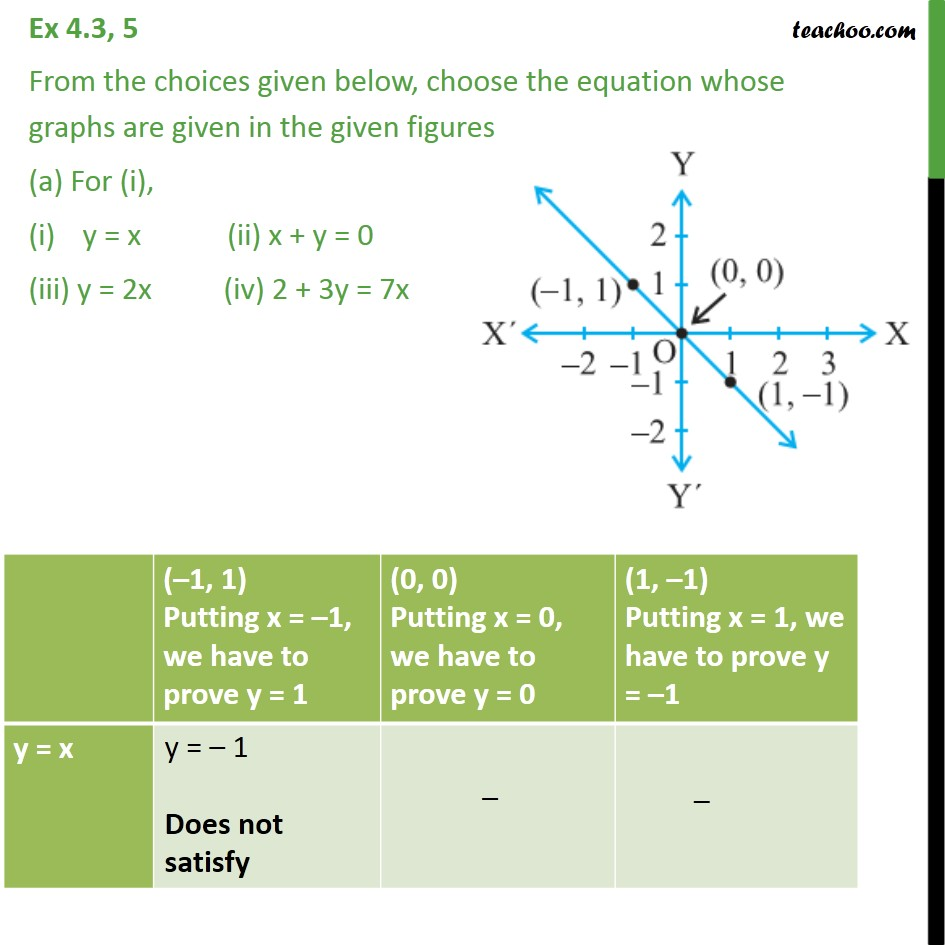 Ex 4.3, 5
teachoo.com
From the choices given below, choose the equation whose
graphs are given in the given figures
(a) For (i),
(i) y = x (ii) x + y = 0
(iii) y = 2x (iv) 2 + 3y = 7x
Y
2
(–1, 1) 1 (0, 0)
X′ X
–2 –1 O 1 2 3
–1
(1, –1)
–2
Y′
(–1, 1)
Putting x = –1,
we have to
prove y = 1
(0, 0)
Putting x = 0,
we have to
prove y = 0
(1, –1)
Putting x = 1, we
have to prove y
= –1
y = x
y = – 1
Does not
satisfy
–
–